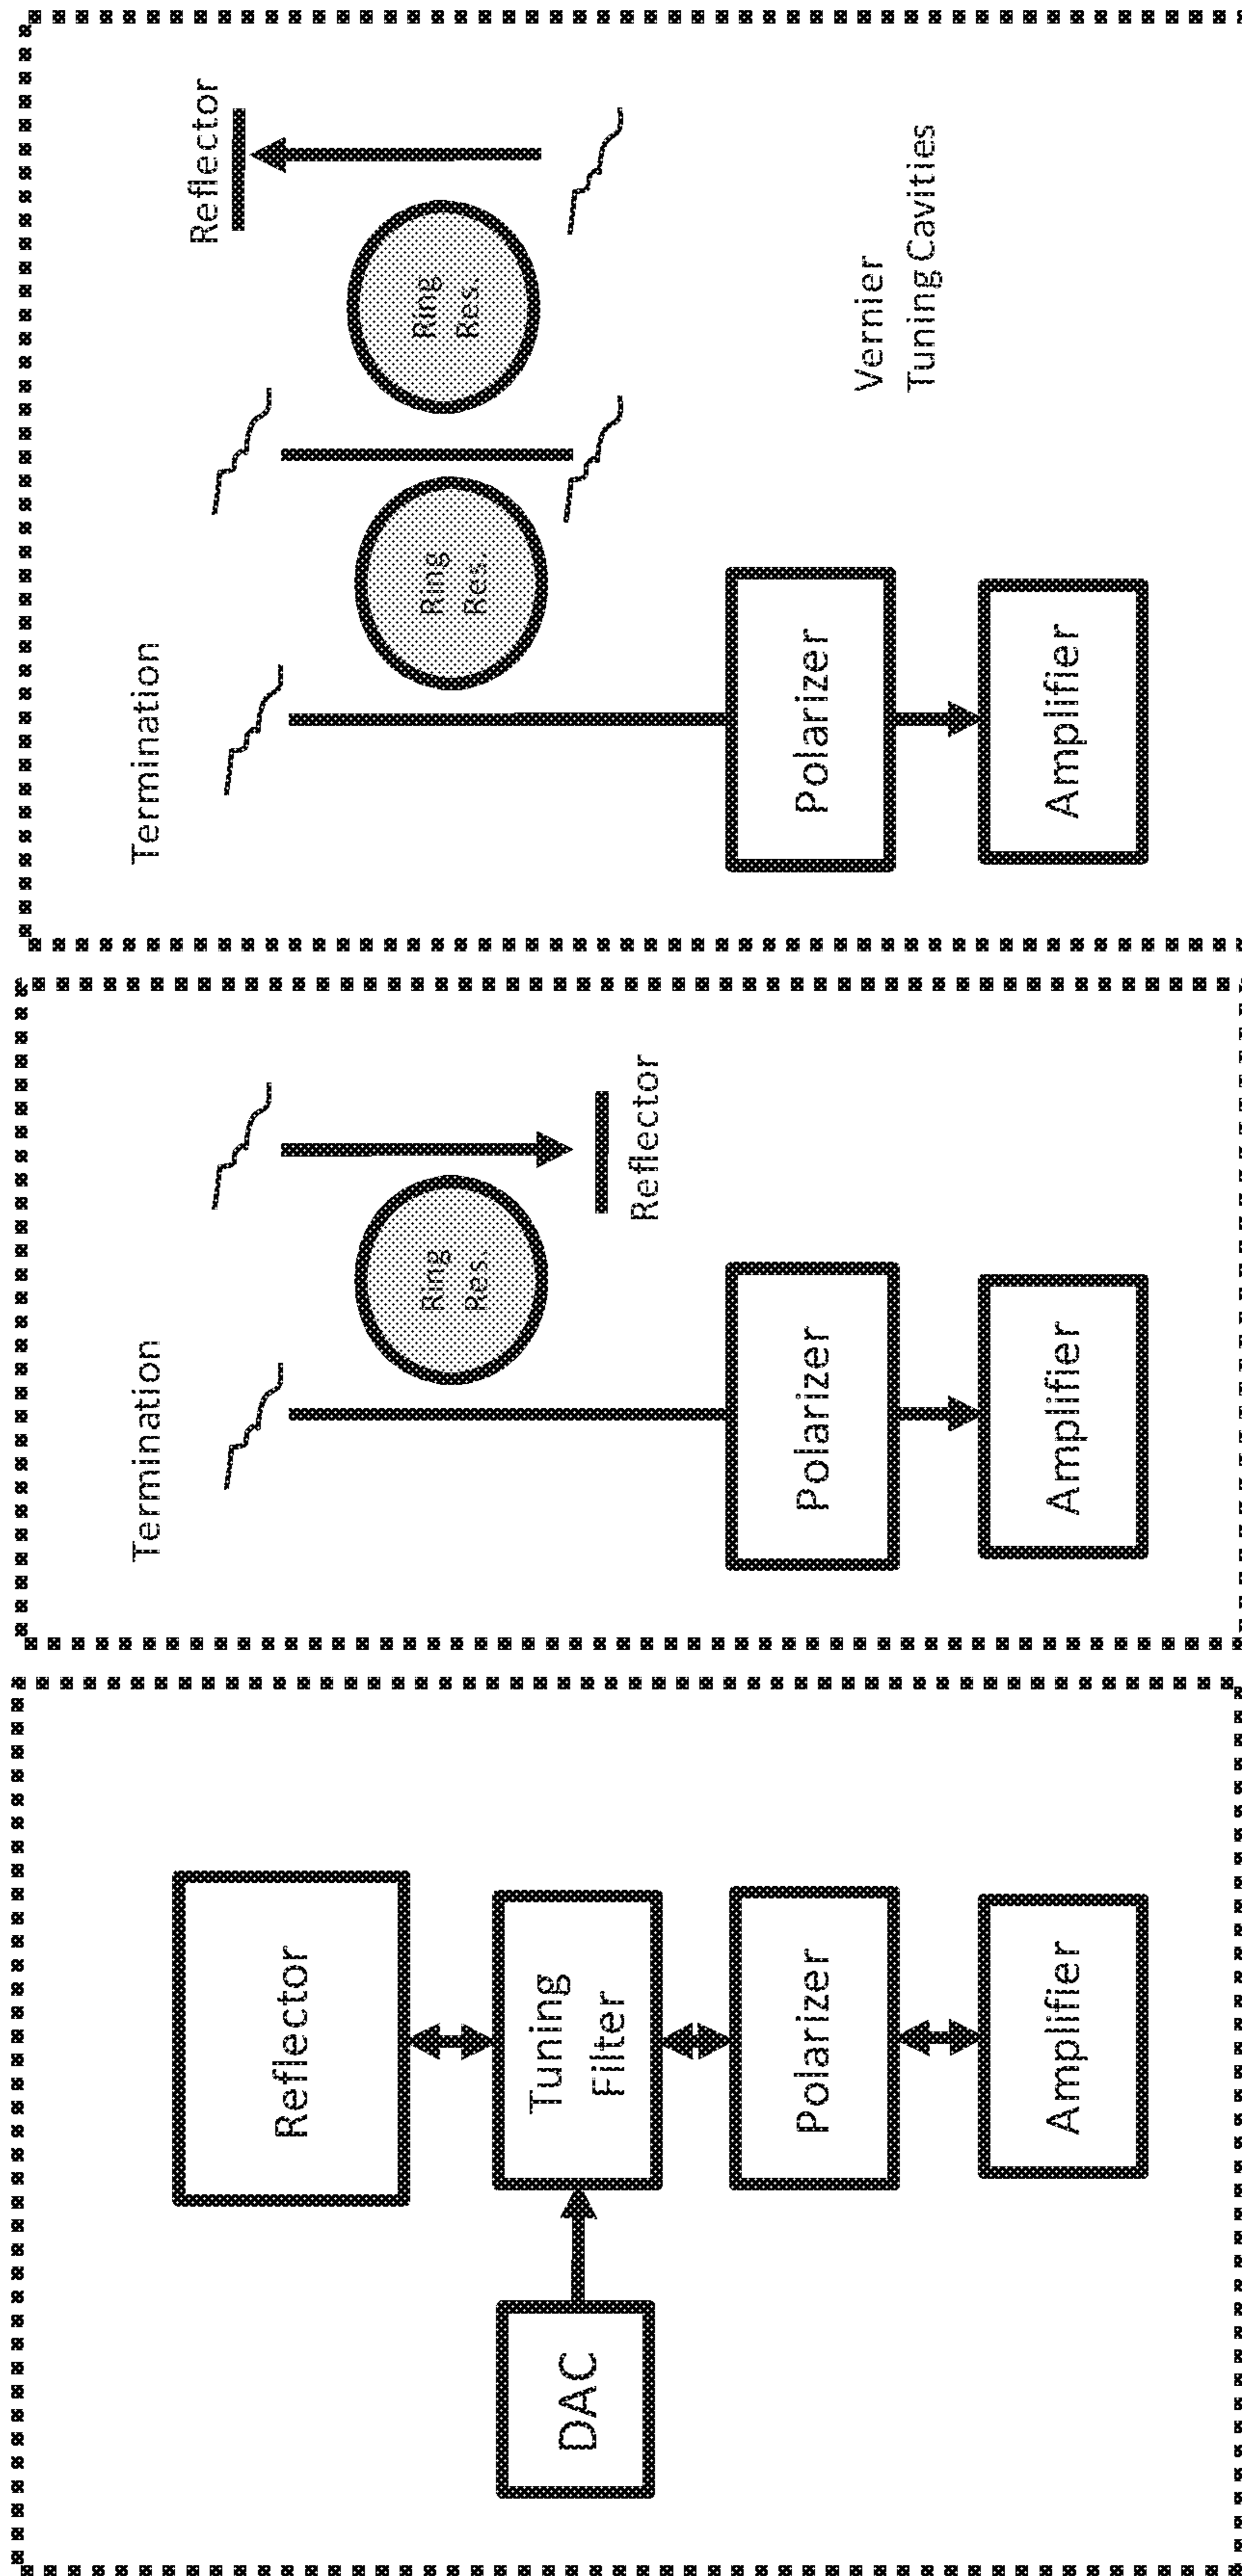 Reflector
DAC
Tuning
Filter
Polarizer
Amplifier
Termination
Ring
Res.
Reflector
Polarizer
Amplifier
Termination
Reflector
Ring
Res.
Ring
Res.
Polarizer
Vernier
Tuning Cavities
Amplifier